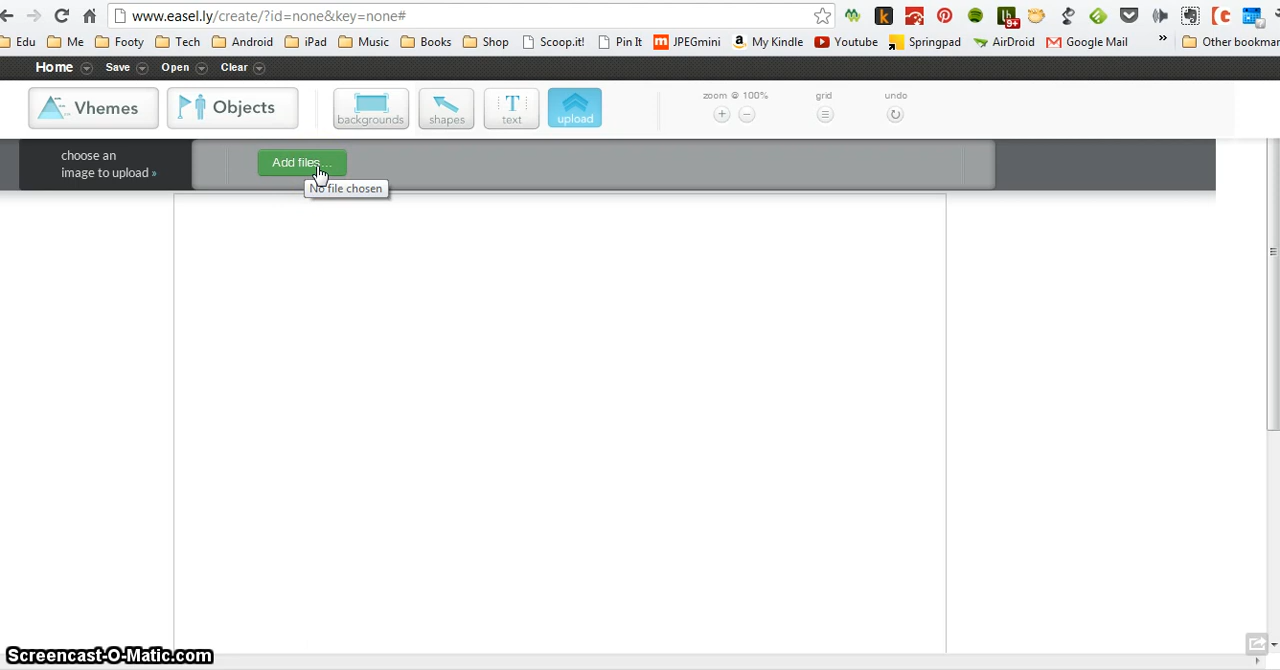 www.easel.ly/create/?id=none&key=none#
9+
Edu Me Footy Tech Android iPad Music Books Shop Scoop.it! Pin It m JPEGmini a My Kindle Youtube Springpad AirDroid Google Mail » Other bookmar
Home Save Open Clear
Vhemes Objects backgrounds shapes T text upload zoom @ 100% grid undo
choose an
image to upload »
Add files...
No file chosen
Screencast-O-Matic.com